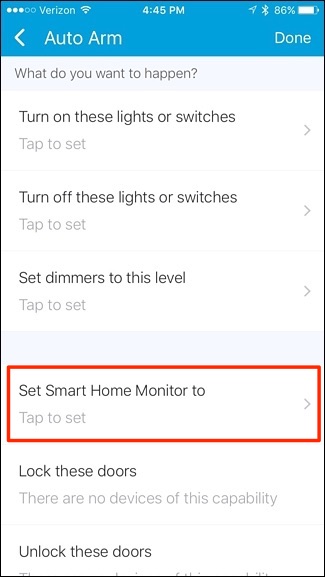 Verizon 4:45 PM 86%
Auto Arm Done
What do you want to happen?
Turn on these lights or switches
Tap to set
Turn off these lights or switches
Tap to set
Set dimmers to this level
Tap to set
Set Smart Home Monitor to
Tap to set
Lock these doors
There are no devices of this capability
Unlock these doors